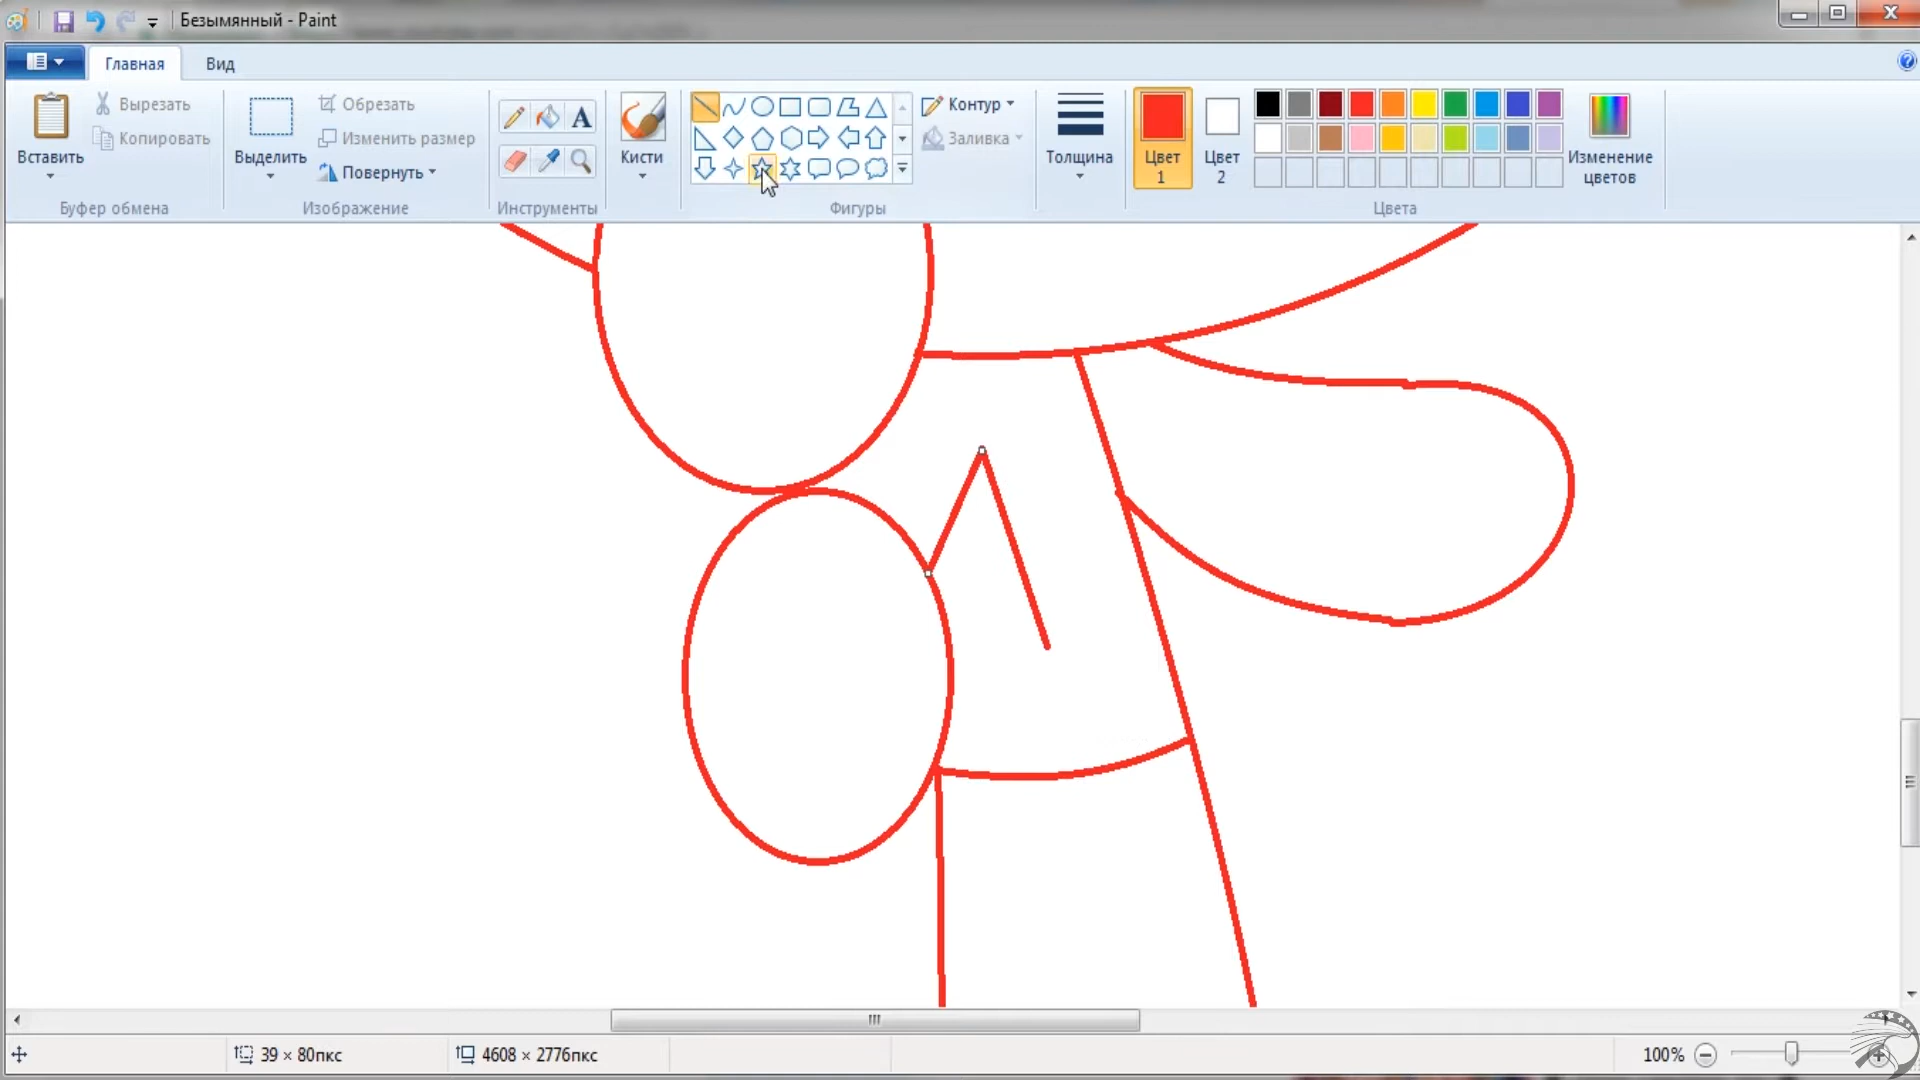 Безымянный - Paint
Главная
Вид
Вставить
Вырезать
Копировать
Буфер обмена
Выделить
Обрезать
Изменить размер
Повернуть
Изображение
A
Инструменты
Кисти
Контур
Заливка
Фигуры
Толщина
Цвет
1
Цвет
2
Изменение
цветов
Цвета
39 × 80пкс
4608 × 2776пкс
100%